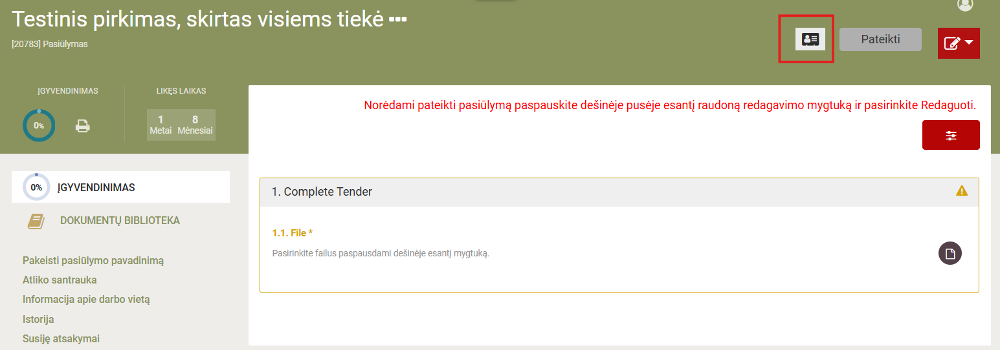 Testinis pirkimas, skirtas visiems tiekė ▪▪▪
[20783] Pasiūlymas
Pateikti
ĮGYVENDINIMAS
LIKĘS LAIKAS
0%
1 8
Metai Mėnesiai
Norėdami pateikti pasiūlymą paspauskite dešinėje pusėje esantį raudoną redagavimo mygtuką ir pasirinkite Redaguoti.
0% ĮGYVENDINIMAS
DOKUMENTŲ BIBLIOTEKA
Pakeisti pasiūlymo pavadinimą
Atliko santrauka
Informacija apie darbo vietą
Istorija
Susiję atsakymai
1. Complete Tender
1.1. File *
Pasirinkite failus paspausdami dešinėje esantį mygtuką.